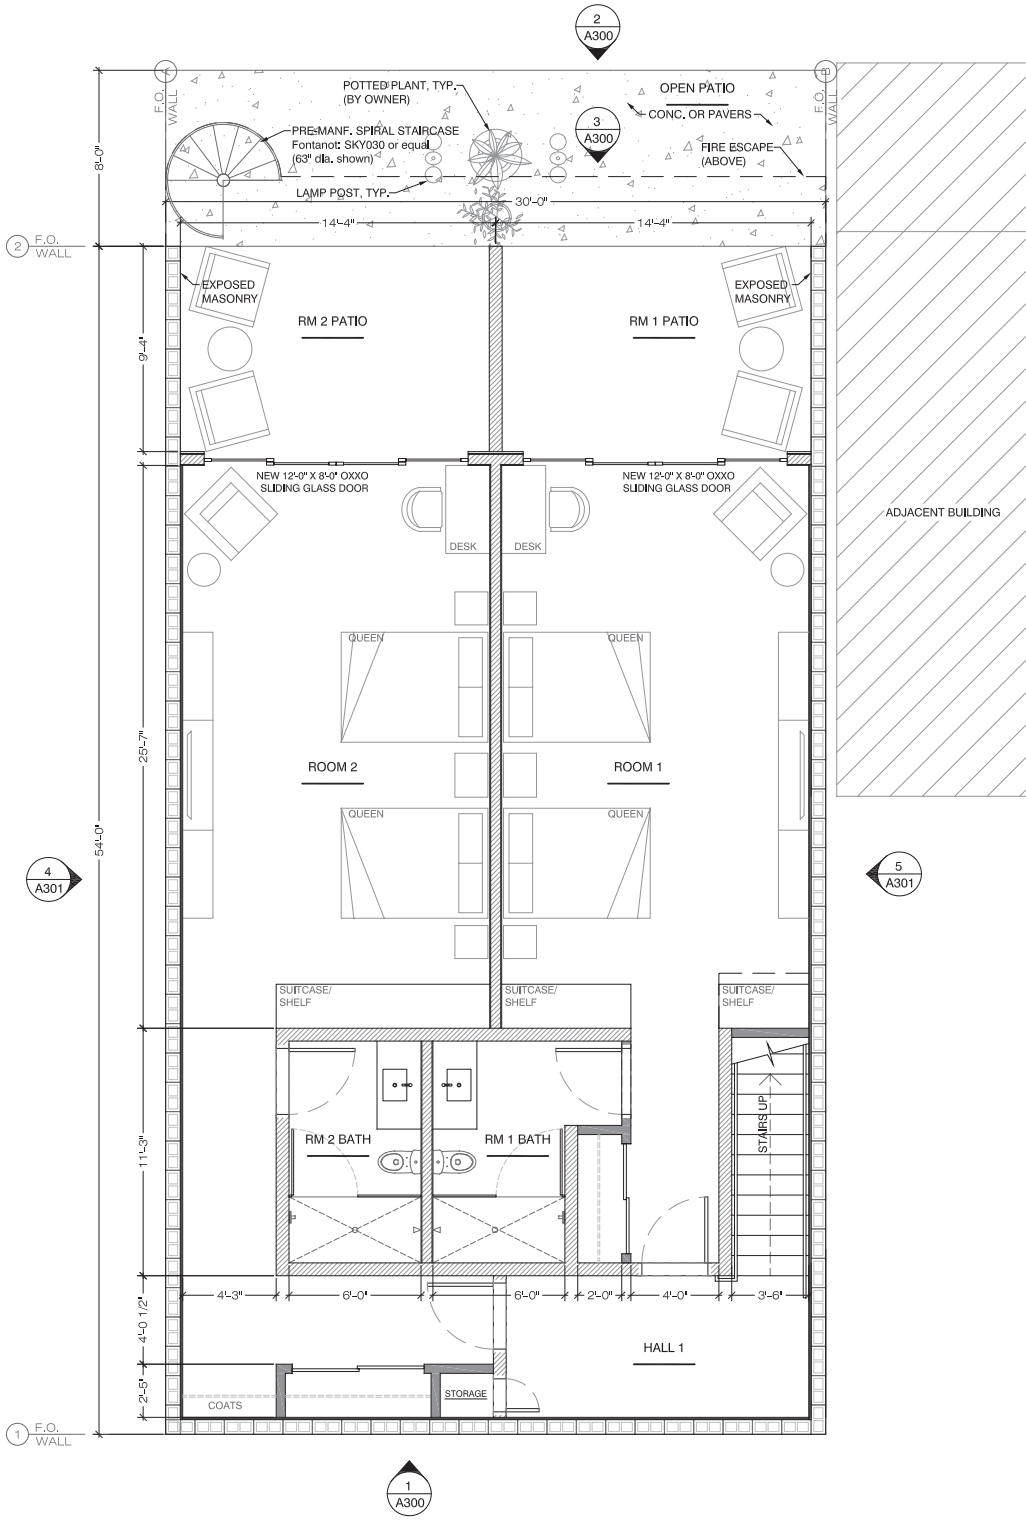 2
A300
A
B
F.O.
WALL
F.O.
WALL
POTTED PLANT, TYP.
(BY OWNER)
OPEN PATIO
CONC. OR PAVERS
3
A300
PRE-MANF. SPIRAL STAIRCASE
Fontanot: SKY030 or equal
(63" dia. shown)
FIRE ESCAPE
(ABOVE)
LAMP POST, TYP.
8'-0"
30'-0"
14'-4"
14'-4"
2
F.O.
WALL
EXPOSED
MASONRY
EXPOSED
MASONRY
RM 2 PATIO
RM 1 PATIO
9'-4"
NEW 12'-0" X 8'-0" OXXO
SLIDING GLASS DOOR
NEW 12'-0" X 8'-0" OXXO
SLIDING GLASS DOOR
ADJACENT BUILDING
DESK
DESK
QUEEN
QUEEN
25'-7"
ROOM 2
ROOM 1
QUEEN
QUEEN
54'-0"
4
A301
5
A301
SUITCASE/
SHELF
SUITCASE/
SHELF
SUITCASE/
SHELF
STAIRS UP
RM 2 BATH
RM 1 BATH
11'-3"
4'-3"
6'-0"
6'-0"
2'-0"
4'-0"
3'-6"
4'-0 1/2"
HALL 1
2'-5"
COATS
STORAGE
1
F.O.
WALL
1
A300